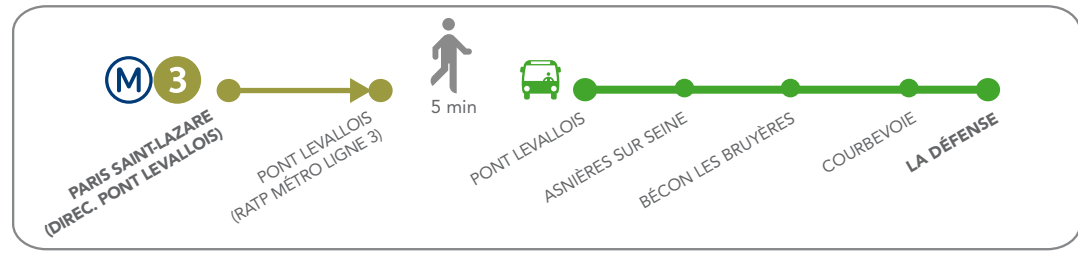 M 3
PARIS SAINT-LAZARE
(DIREC. PONT LEVALLOIS)
PONT LEVALLOIS
(RATP MÉTRO LIGNE 3)
5 min
PONT LEVALLOIS
ASNIÈRES SUR SEINE
BÉCON LES BRUYÈRES
COURBEVOIE
LA DÉFENSE